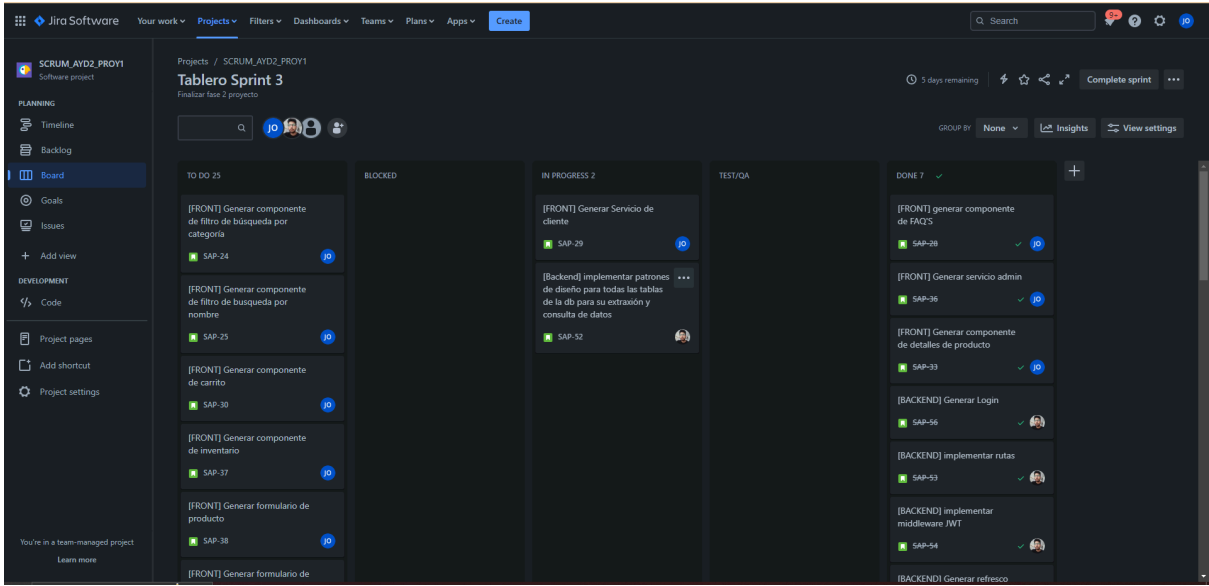 Jira Software Your work Projects Filters Dashboards Teams Plans Apps Create Search 9+ JO
SCRUM_AYD2_PROY1
Software project
PLANNING
Timeline
Backlog
Board
Goals
Issues
Add view
DEVELOPMENT
Code
Project pages
Add shortcut
Project settings
You're in a team-managed project
Learn more
Projects / SCRUM_AYD2_PROY1
Tablero Sprint 3
Finalizar fase 2 proyecto
5 days remaining Complete sprint
JO
GROUP BY None Insights View settings
TO DO 25
[FRONT] Generar componente
de filtro de búsqueda por
categoría
SAP-24 JO
[FRONT] Generar componente
de filtro de busqueda por
nombre
SAP-25 JO
[FRONT] Generar componente
de carrito
SAP-30 JO
[FRONT] Generar componente
de inventario
SAP-37 JO
[FRONT] Generar formulario de
producto
SAP-38 JO
[FRONT] Generar formulario de
BLOCKED
IN PROGRESS 2
[FRONT] Generar Servicio de
cliente
SAP-29 JO
[Backend] implementar patrones
de diseño para todas las tablas
de la db para su extraxión y
consulta de datos
SAP-52
TEST/QA
DONE 7
[FRONT] generar componente
de FAQ'S
SAP-28 JO
[FRONT] Generar servicio admin
SAP-36 JO
[FRONT] Generar componente
de detalles de producto
SAP-33 JO
[BACKEND] Generar Login
SAP-56
[BACKEND] implementar rutas
SAP-53
[BACKEND] implementar
middleware JWT
SAP-54
[BACKEND] Generar refresco